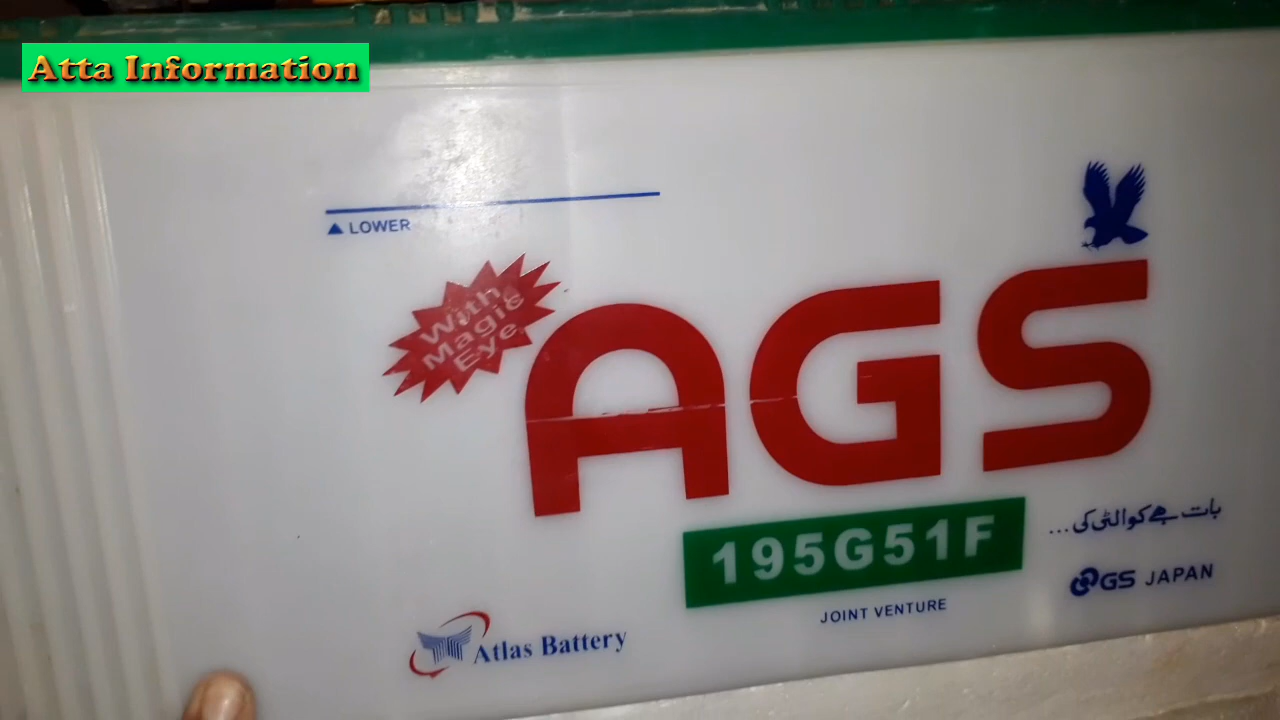 Atta Information
▲ LOWER
With
Magic
Eye
AGS
195G51F
بات ہے کوالٹی کی...
GS JAPAN
JOINT VENTURE
Atlas Battery